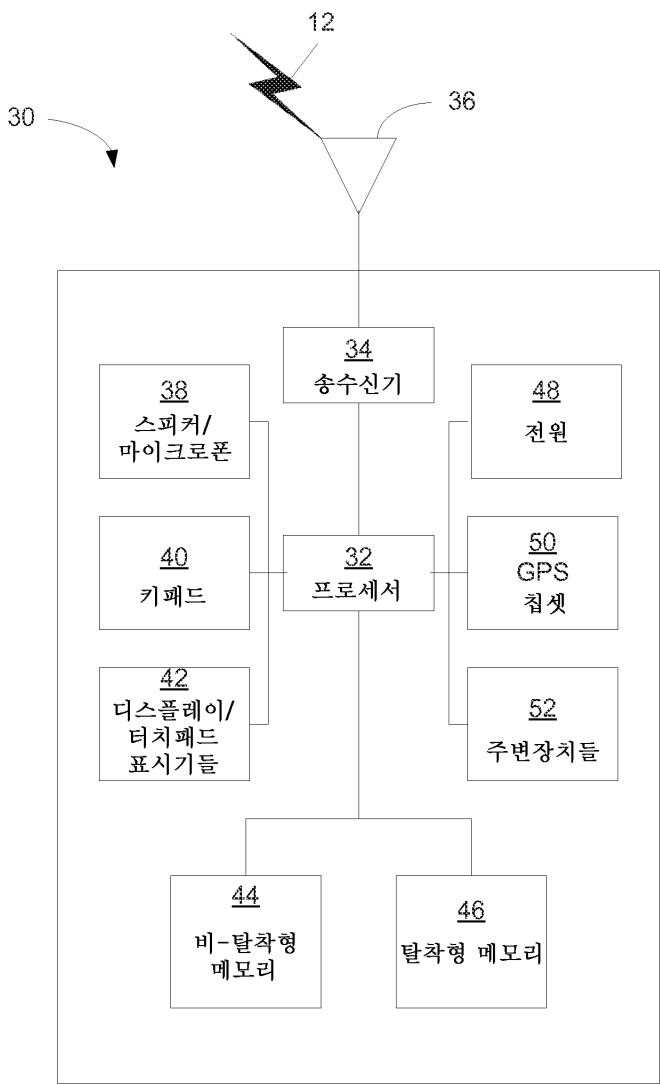 12
36
30
34
송수신기
38
스피커/
마이크로폰
48
전원
40
키패드
32
프로세서
50
GPS
칩셋
42
디스플레이/
터치패드
표시기들
52
주변장치들
44
비-탈착형
메모리
46
탈착형 메모리